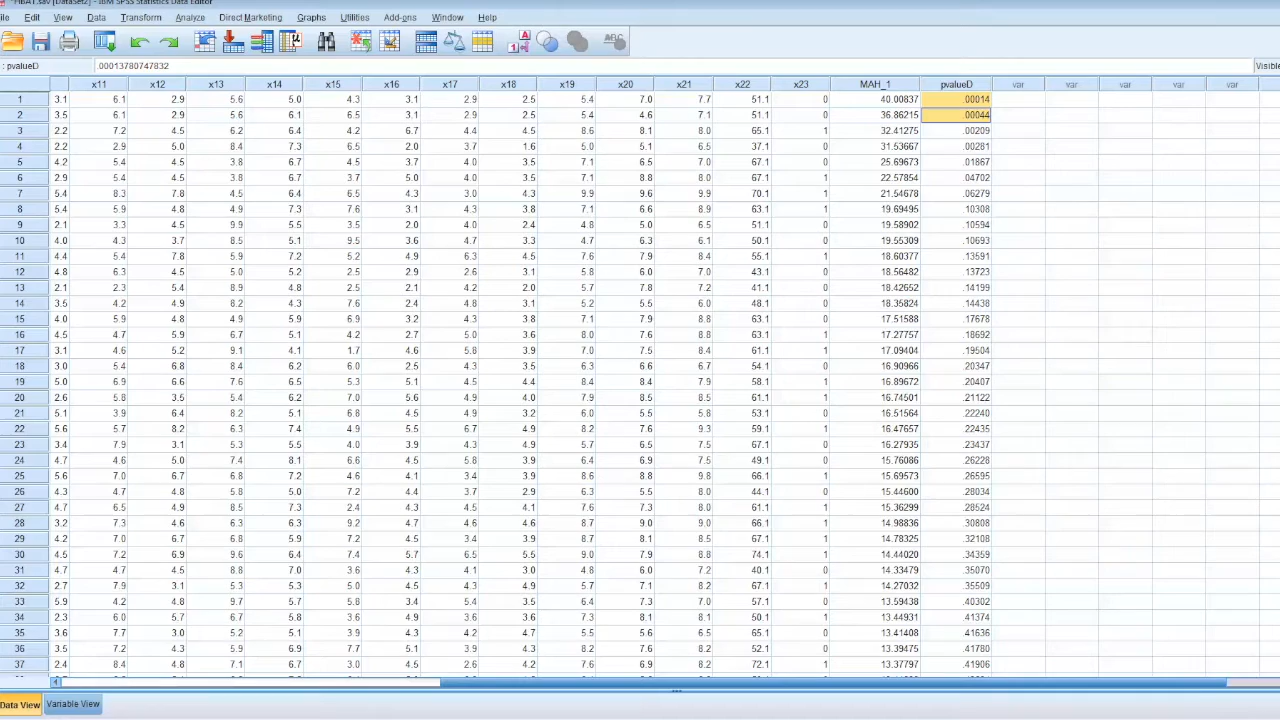 *HBAT.sav [DataSet2] - IBM SPSS Statistics Data Editor
File Edit View Data Transform Analyze Direct Marketing Graphs Utilities Add-ons Window Help
: pvalueD .00013780747832 Visible
x11 x12 x13 x14 x15 x16 x17 x18 x19 x20 x21 x22 x23 MAH_1 pvalueD var var var var var
1 3.1 6.1 2.9 5.6 5.0 4.3 3.1 2.9 2.5 5.4 7.0 7.7 51.1 0 40.00837 .00014
2 3.5 6.1 2.9 5.6 6.1 6.5 3.1 2.9 2.5 5.4 4.6 7.1 51.1 0 36.86215 .00044
3 2.2 7.2 4.5 6.2 6.4 4.2 6.7 4.4 4.5 8.6 8.1 8.0 65.1 1 32.41275 .00209
4 2.2 2.9 5.0 8.4 7.3 6.5 2.0 3.7 1.6 5.0 5.1 6.5 37.1 0 31.53667 .00281
5 4.2 5.4 4.5 3.8 6.7 4.5 3.7 4.0 3.5 7.1 6.5 7.0 67.1 0 25.69673 .01867
6 2.9 5.4 4.5 3.8 6.7 3.7 5.0 4.0 3.5 7.1 8.8 8.0 67.1 1 22.57854 .04702
7 5.4 8.3 7.8 4.5 6.4 6.5 4.3 3.0 4.3 9.9 9.6 9.9 70.1 1 21.54678 .06279
8 5.4 5.9 4.8 4.9 7.3 7.6 3.1 4.3 3.8 7.1 6.6 8.9 63.1 1 19.69495 .10308
9 2.1 3.3 4.5 9.9 5.5 3.5 2.0 4.0 2.4 4.8 5.0 6.5 51.1 0 19.58902 .10594
10 4.0 4.3 3.7 8.5 5.1 9.5 3.6 4.7 3.3 4.7 6.3 6.1 50.1 0 19.55309 .10693
11 4.4 5.4 7.8 5.9 7.2 5.2 4.9 6.3 4.5 7.6 7.9 8.4 55.1 1 18.60377 .13591
12 4.8 6.3 4.5 5.0 5.2 2.5 2.9 2.6 3.1 5.8 6.0 7.0 43.1 0 18.56482 .13723
13 2.1 2.3 5.4 8.9 4.8 2.5 2.1 4.2 2.0 5.7 7.8 7.2 41.1 0 18.42652 .14199
14 3.5 4.2 4.9 8.2 4.3 7.6 2.4 4.8 3.1 5.2 5.5 6.0 48.1 0 18.35824 .14438
15 4.0 5.9 4.8 4.9 5.9 6.9 3.2 4.3 3.8 7.1 7.9 8.8 63.1 1 17.51588 .17678
16 4.5 4.7 5.9 6.7 5.1 4.2 2.7 5.0 3.6 8.0 7.6 8.8 63.1 1 17.27757 .18692
17 3.1 4.6 5.2 9.1 4.1 1.7 4.6 5.8 3.9 7.0 7.5 8.4 55.1 1 17.09404 .19504
18 3.0 5.4 6.8 8.4 6.2 6.0 2.5 4.3 3.5 6.3 6.6 6.7 54.1 0 16.90966 .20347
19 5.0 6.9 6.6 7.6 6.5 5.3 5.1 4.5 4.4 8.4 8.4 7.9 58.1 1 16.89672 .20407
20 2.6 5.8 3.5 5.4 6.2 7.0 5.6 4.9 4.0 7.9 8.5 8.5 61.1 1 16.74501 .21122
21 5.1 3.9 6.4 8.2 5.1 6.8 4.5 4.9 3.2 6.0 5.5 5.8 53.1 0 16.51564 .22240
22 5.6 5.7 8.2 6.3 7.4 4.9 5.5 6.7 4.9 8.2 7.6 9.3 59.1 1 16.47657 .22435
23 3.4 7.9 3.1 5.3 5.5 4.0 3.9 4.3 4.9 5.7 6.5 7.5 67.1 0 16.27935 .23437
24 4.7 4.6 5.0 7.4 8.1 6.6 4.5 5.8 3.9 6.4 6.9 7.5 49.1 0 15.76086 .26228
25 5.6 7.0 6.7 6.8 7.2 4.6 4.1 3.4 3.9 8.6 8.8 9.8 66.1 1 15.69573 .26595
26 4.3 4.7 4.8 5.8 5.0 7.2 4.4 3.7 2.9 6.3 5.5 8.0 44.1 0 15.44600 .28034
27 4.7 6.5 4.9 8.5 7.3 2.4 4.3 4.5 4.1 7.6 7.3 8.0 61.1 0 15.36299 .28524
28 3.2 7.3 4.6 6.3 6.3 9.2 4.7 4.6 4.6 8.7 9.0 9.0 66.1 1 14.98836 .30808
29 4.2 7.0 6.7 6.8 5.9 7.2 4.5 3.4 3.9 8.7 8.1 8.5 66.1 1 14.78325 .32108
30 4.5 7.2 6.9 9.6 6.4 7.4 5.7 6.5 5.5 9.0 7.9 8.8 74.1 1 14.44020 .34359
31 4.7 4.7 4.5 8.8 7.0 3.6 4.3 4.1 3.0 4.8 6.0 7.2 40.1 0 14.33479 .35070
32 2.7 7.9 3.1 5.3 5.3 5.0 4.5 4.3 4.9 5.7 7.1 8.2 67.1 0 14.27032 .35509
33 5.9 4.2 4.8 9.7 5.7 5.8 3.4 5.4 3.5 6.4 7.3 7.0 57.1 0 13.59438 .40302
34 2.3 6.0 5.7 6.7 5.8 3.6 4.9 3.6 3.6 7.3 8.1 8.1 50.1 1 13.44931 .41374
35 3.6 7.7 3.0 5.2 5.1 3.9 4.3 4.2 4.7 5.5 5.6 6.5 65.1 0 13.41408 .41636
36 3.5 7.2 4.3 5.9 6.9 7.7 5.1 3.9 4.3 8.2 7.6 8.2 52.1 0 13.39475 .41780
37 2.4 8.4 4.8 7.1 6.7 3.0 4.5 2.6 4.2 7.6 6.9 8.2 72.1 1 13.37797 .41906
Data View Variable View